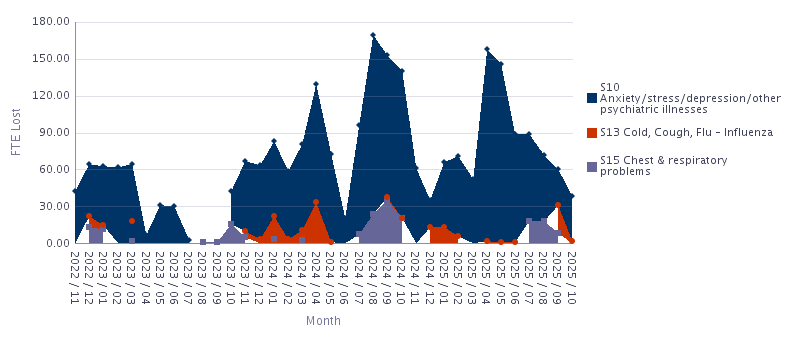 180.00
150.00
120.00
90.00
60.00
30.00
0.00
FTE Lost
2022 / 11
2022 / 12
2023 / 01
2023 / 02
2023 / 03
2023 / 04
2023 / 05
2023 / 06
2023 / 07
2023 / 08
2023 / 09
2023 / 10
2023 / 11
2023 / 12
2024 / 01
2024 / 02
2024 / 03
2024 / 04
2024 / 05
2024 / 06
2024 / 07
2024 / 08
2024 / 09
2024 / 10
2024 / 11
2024 / 12
2025 / 01
2025 / 02
2025 / 03
2025 / 04
2025 / 05
2025 / 06
2025 / 07
2025 / 08
2025 / 09
2025 / 10
Month
S10
Anxiety/stress/depression/other
psychiatric illnesses
S13 Cold, Cough, Flu - Influenza
S15 Chest & respiratory
problems